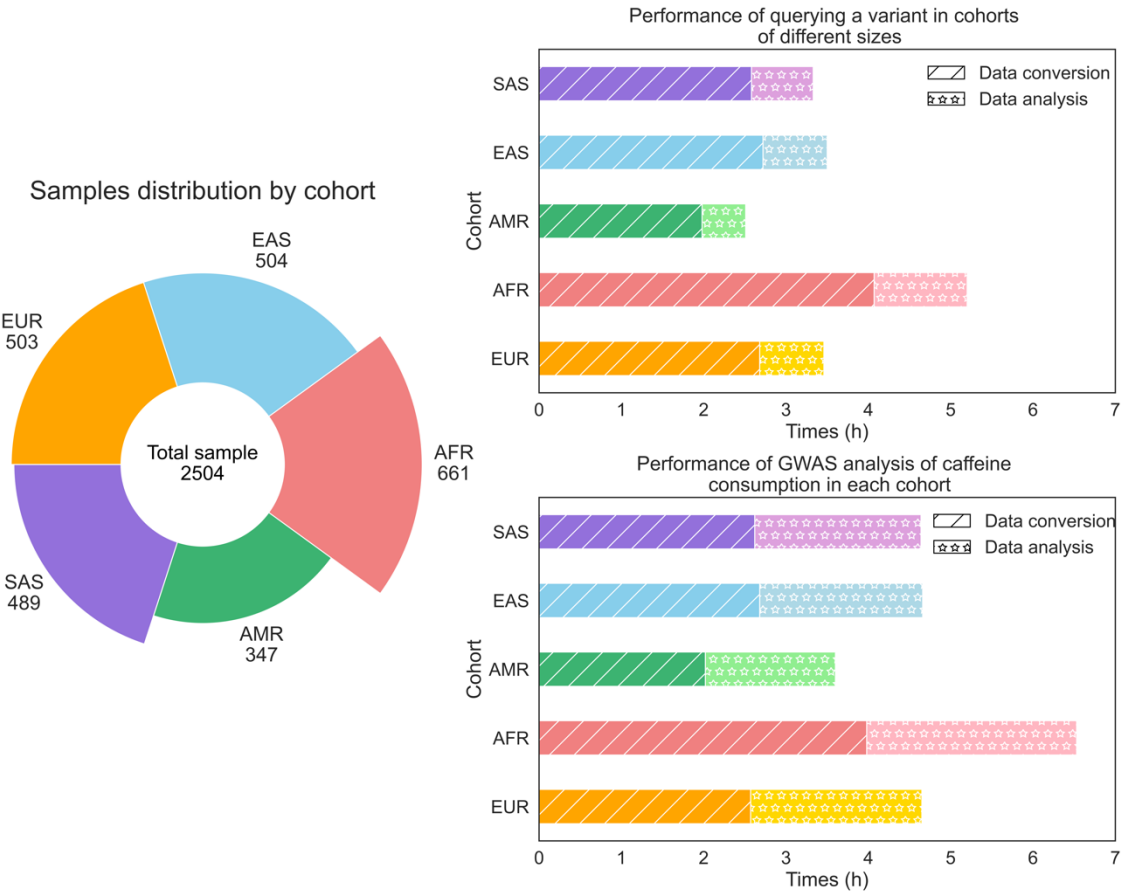 Samples distribution by cohort
EAS
504
EUR
503
AFR
661
Total sample
2504
SAS
489
AMR
347
Performance of querying a variant in cohorts
of different sizes
Data conversion
Data analysis
Cohort
SAS
EAS
AMR
AFR
EUR
0 1 2 3 4 5 6 7
Times (h)
Performance of GWAS analysis of caffeine
consumption in each cohort
Data conversion
Data analysis
Cohort
SAS
EAS
AMR
AFR
EUR
0 1 2 3 4 5 6 7
Times (h)